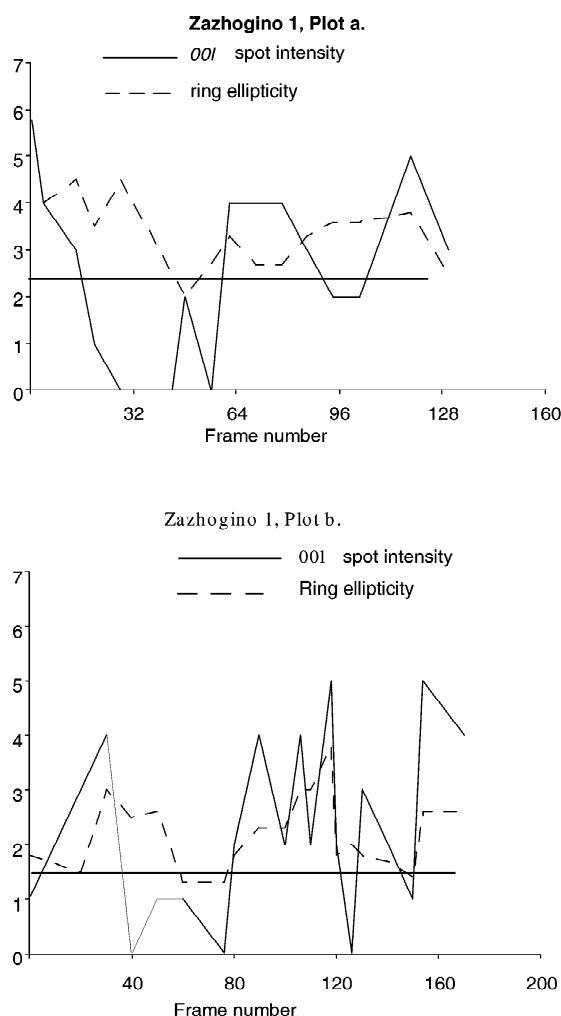 Zazhogino 1, Plot a.
00l spot intensity
ring ellipticity
7
6
5
4
3
2
1
0
32 64 96 128 160
Frame number
Zazhogino 1, Plot b.
00l spot intensity
Ring ellipticity
7
6
5
4
3
2
1
0
40 80 120 160 200
Frame number